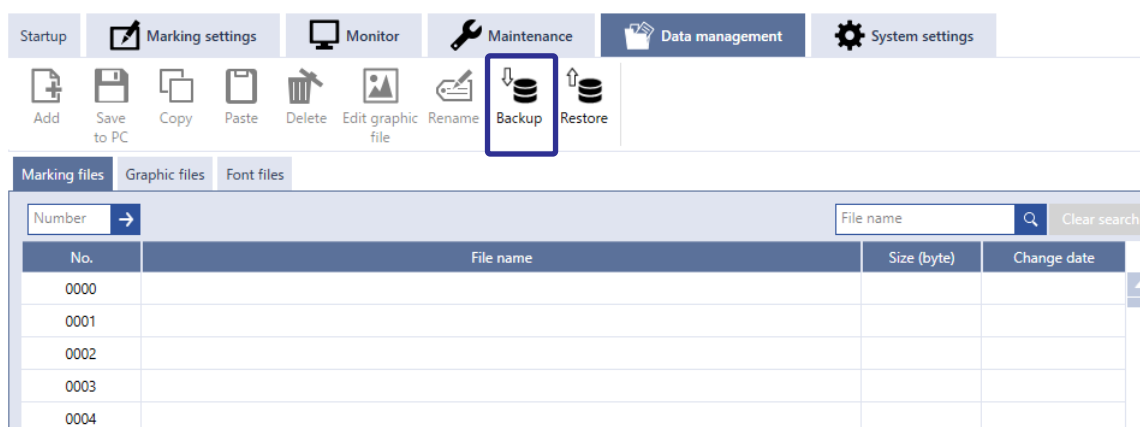 Startup Marking settings Monitor Maintenance Data management System settings
Add Save Copy Paste Delete Edit graphic Rename Backup Restore
to PC file
Marking files Graphic files Font files
Number File name Clear search
No. File name Size (byte) Change date
0000
0001
0002
0003
0004